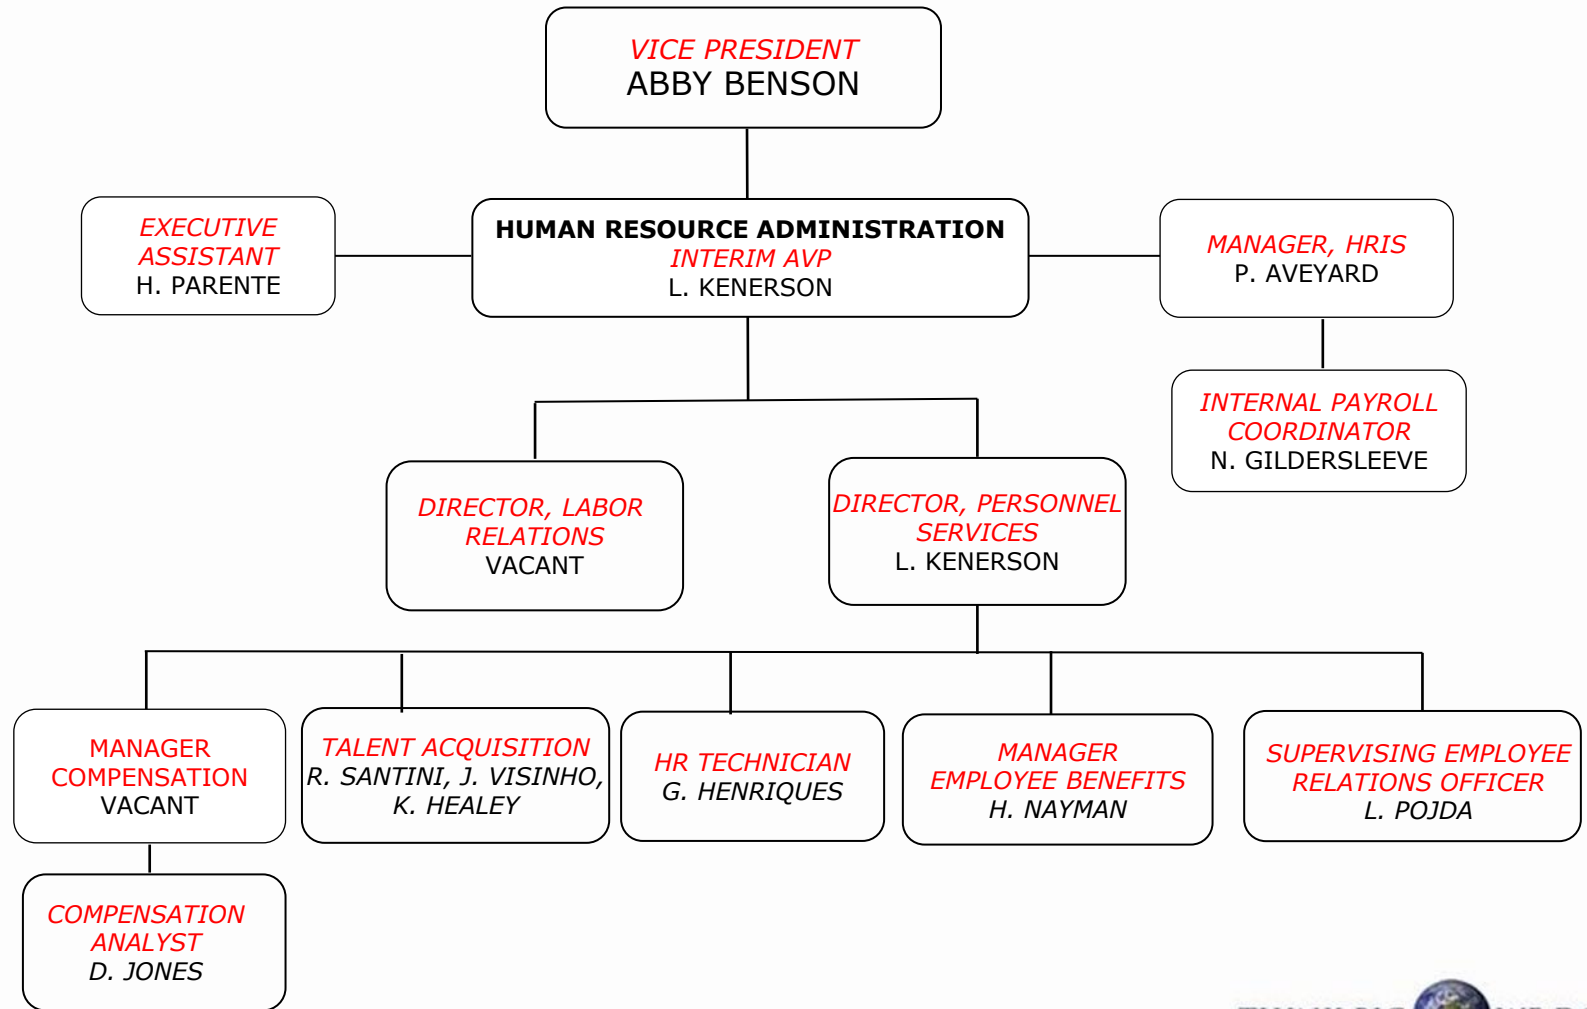 VICE PRESIDENT
ABBY BENSON
EXECUTIVE
ASSISTANT
H. PARENTE
HUMAN RESOURCE ADMINISTRATION
INTERIM AVP
L. KENERSON
MANAGER, HRIS
P. AVEYARD
INTERNAL PAYROLL
COORDINATOR
N. GILDERSLEEVE
DIRECTOR, LABOR
RELATIONS
VACANT
DIRECTOR, PERSONNEL
SERVICES
L. KENERSON
MANAGER
COMPENSATION
VACANT
TALENT ACQUISITION
R. SANTINI, J. VISINHO,
K. HEALEY
HR TECHNICIAN
G. HENRIQUES
MANAGER
EMPLOYEE BENEFITS
H. NAYMAN
SUPERVISING EMPLOYEE
RELATIONS OFFICER
L. POJDA
COMPENSATION
ANALYST
D. JONES